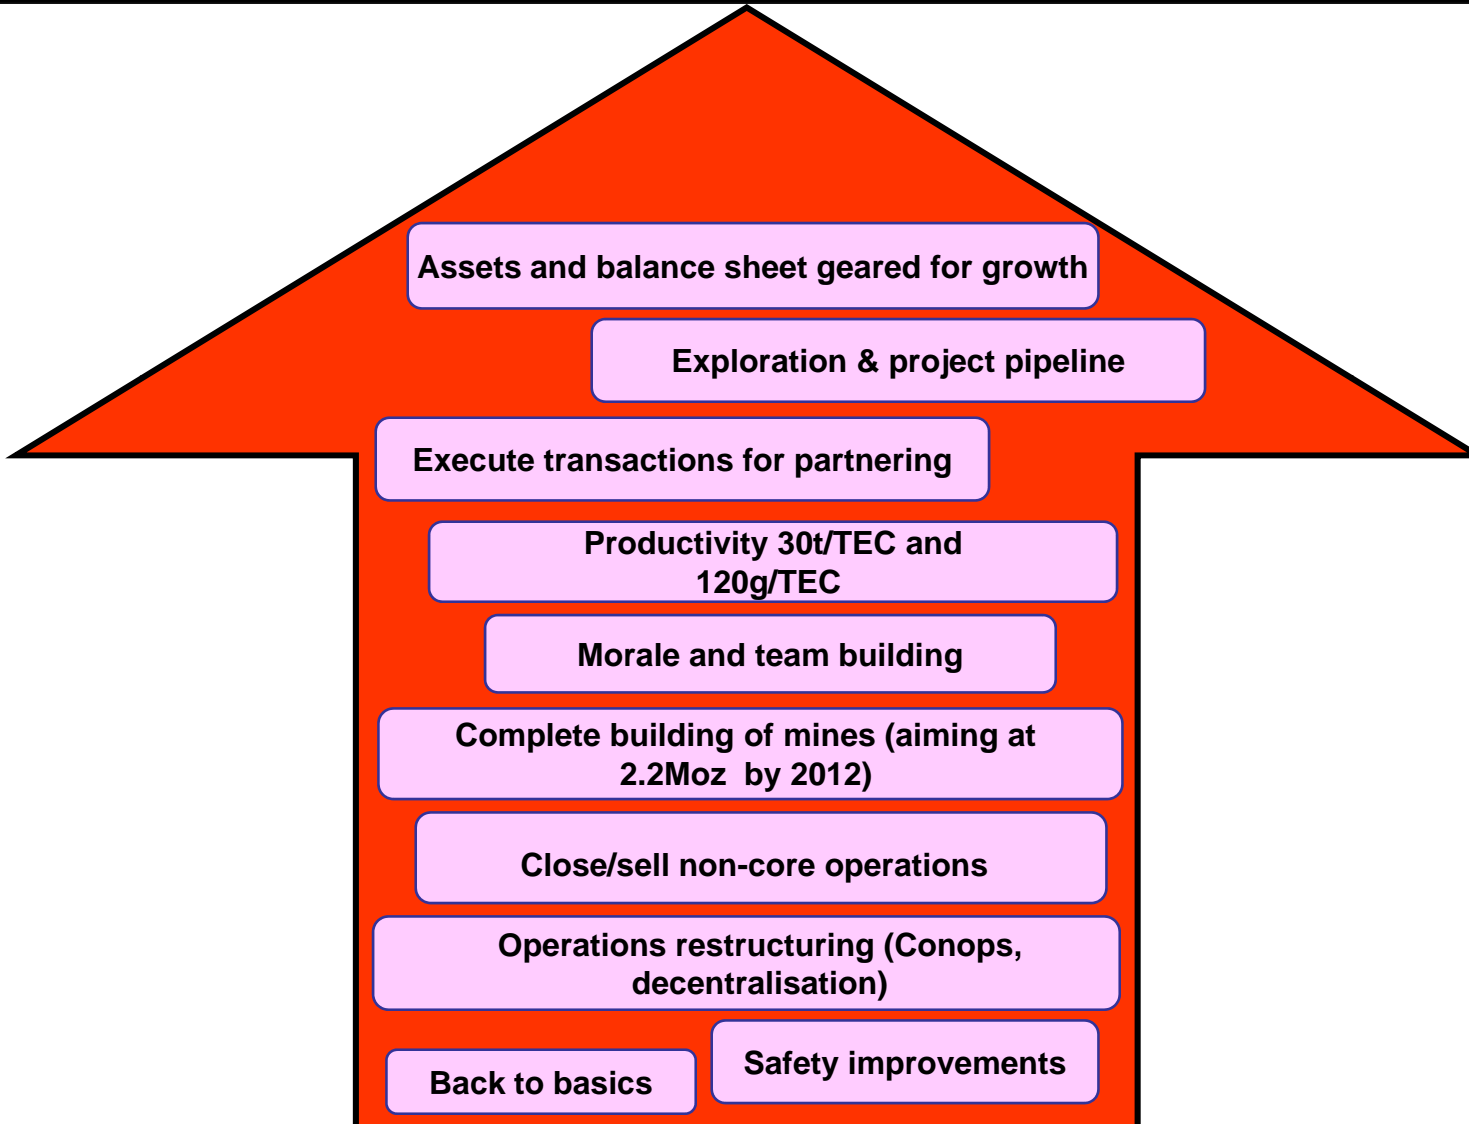 Assets and balance sheet geared for growth
Exploration & project pipeline
Execute transactions for partnering
Productivity 30t/TEC and
120g/TEC
Morale and team building
Complete building of mines (aiming at
2.2Moz  by 2012)
Close/sell non-core operations
Operations restructuring (Conops,
decentralisation)
Safety improvements
Back to basics